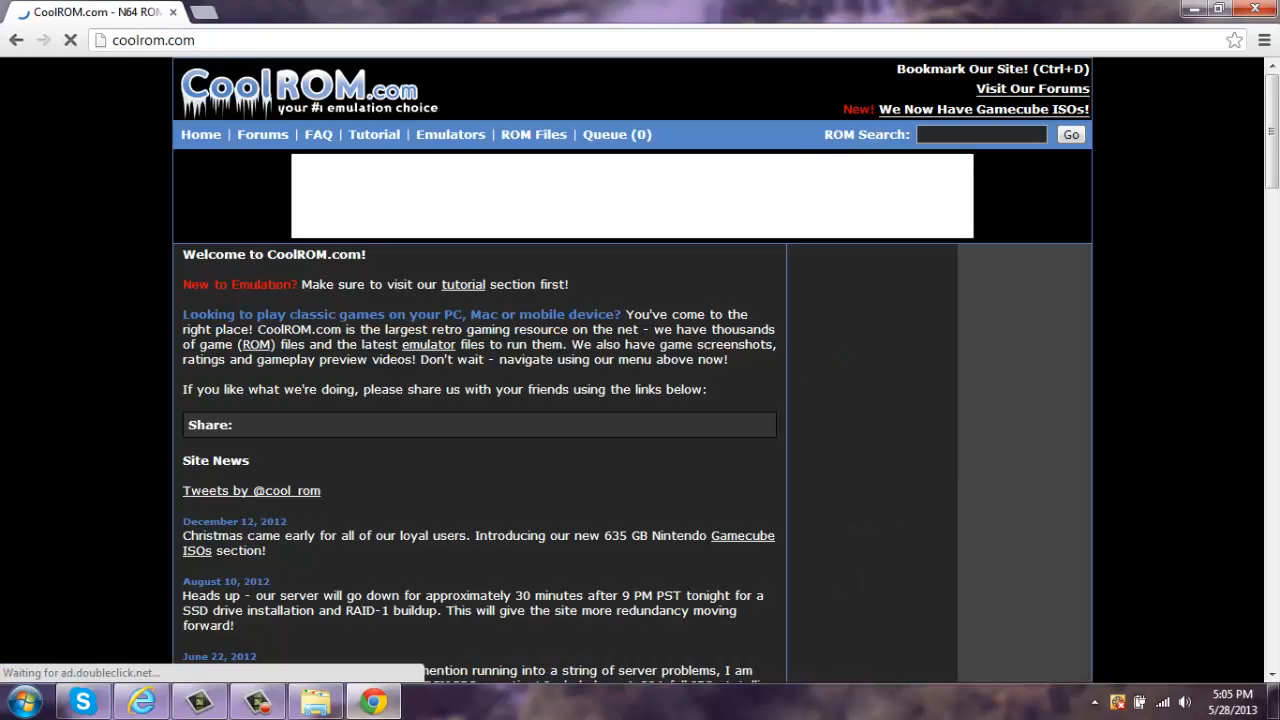 CoolROM.com - N64 ROM
coolrom.com
CoolROM.com
your #1 emulation choice
Bookmark Our Site! (Ctrl+D)
Visit Our Forums
New! We Now Have Gamecube ISOs!
Home | Forums | FAQ | Tutorial | Emulators | ROM Files | Queue (0)
ROM Search:
Go
Welcome to CoolROM.com!
New to Emulation? Make sure to visit our tutorial section first!
Looking to play classic games on your PC, Mac or mobile device? You've come to the
right place! CoolROM.com is the largest retro gaming resource on the net - we have thousands
of game (ROM) files and the latest emulator files to run them. We also have game screenshots,
ratings and gameplay preview videos! Don't wait - navigate using our menu above now!
If you like what we're doing, please share us with your friends using the links below:
Share:
Site News
Tweets by @cool_rom
December 12, 2012
Christmas came early for all of our loyal users. Introducing our new 635 GB Nintendo Gamecube
ISOs section!
August 10, 2012
Heads up - our server will go down for approximately 30 minutes after 9 PM PST tonight for a
SSD drive installation and RAID-1 buildup. This will give the site more redundancy moving
forward!
June 22, 2012
mention running into a string of server problems, I am
Waiting for ad.doubleclick.net...
5:05 PM
5/28/2013